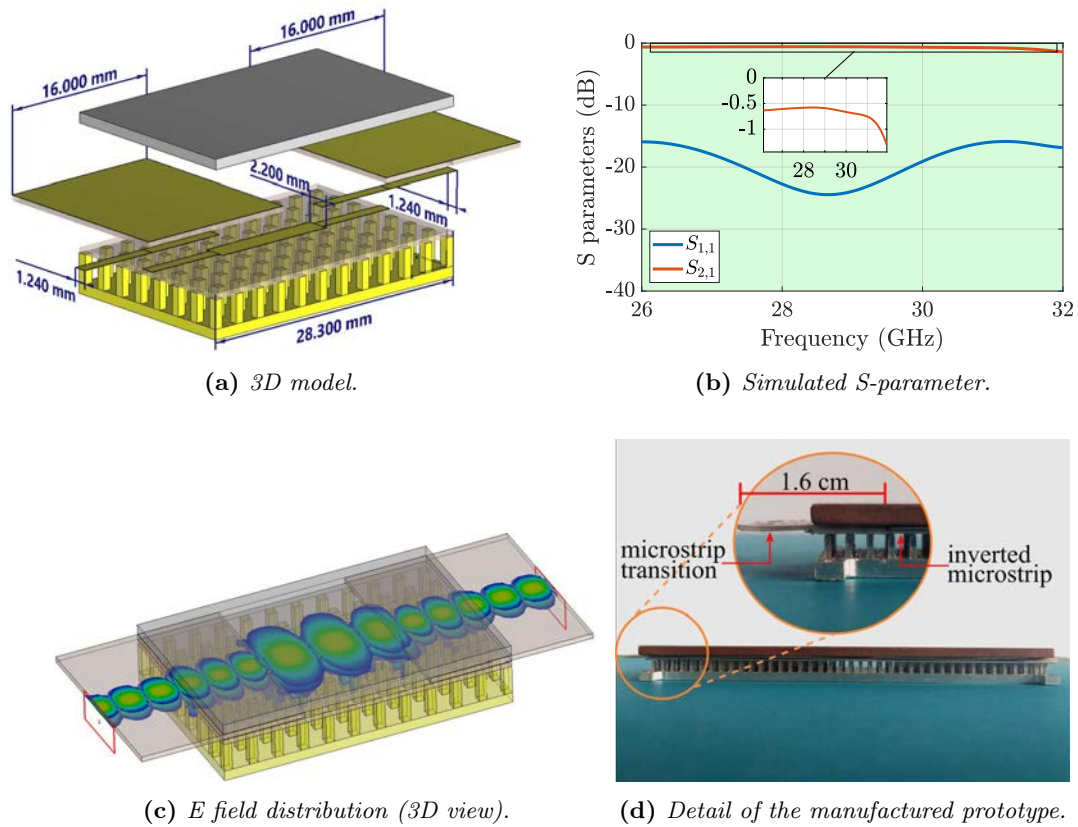 16.000 mm
16.000 mm
2.200 mm
1.240 mm
1.240 mm
28.300 mm
(a) 3D model.
S parameters (dB)
0
-10
-20
-30
-40
0
-0.5
-1
28 30
S1,1
S2,1
26 28 30 32
Frequency (GHz)
(b) Simulated S-parameter.
(c) E field distribution (3D view).
1.6 cm
microstrip
transition
inverted
microstrip
(d) Detail of the manufactured prototype.